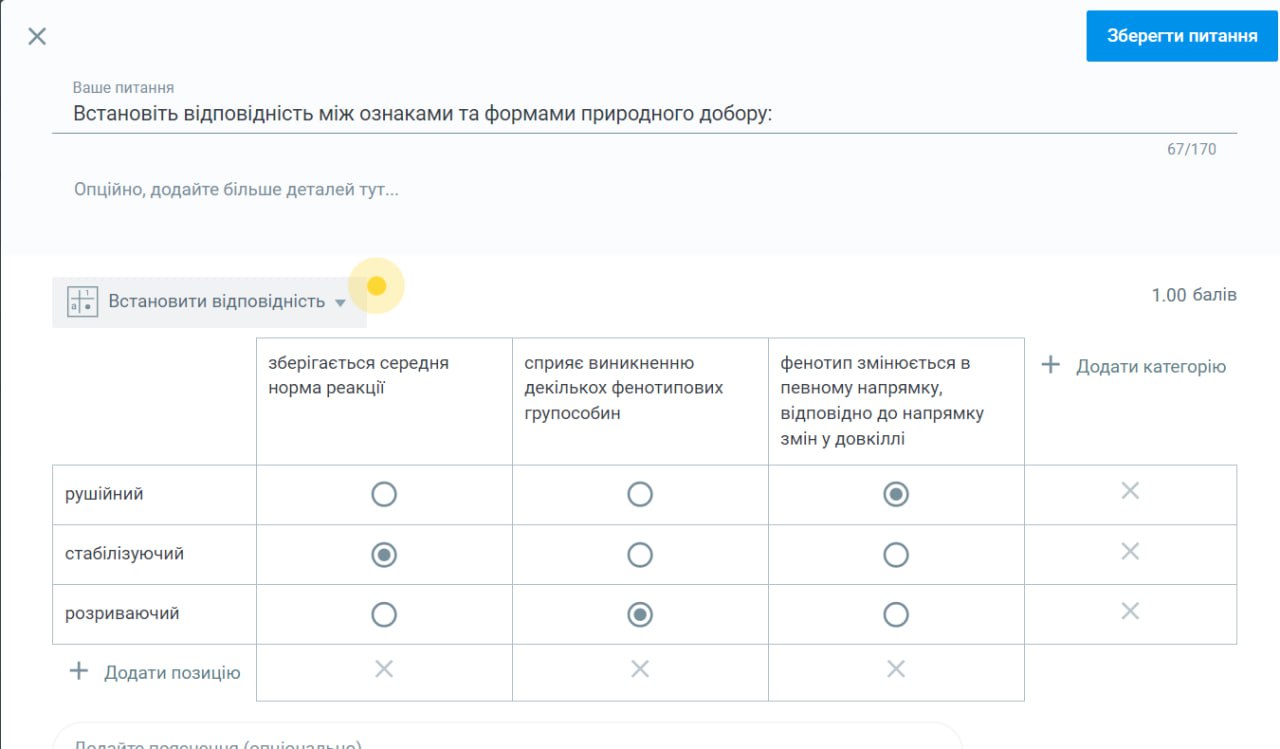 Зберегти питання
Ваше питання
Встановіть відповідність між ознаками та формами природного добору:
67/170
Опційно, додайте більше деталей тут...
Встановити відповідність
1.00 балів
зберігається середня
норма реакції
сприяє виникненню
декількох фенотипових
групособин
фенотип змінюється в
певному напрямку,
відповідно до напрямку
змін у довкіллі
Додати категорію
рушійний
стабілізуючий
розриваючий
Додати позицію
Додайте пояснення (опціонально)